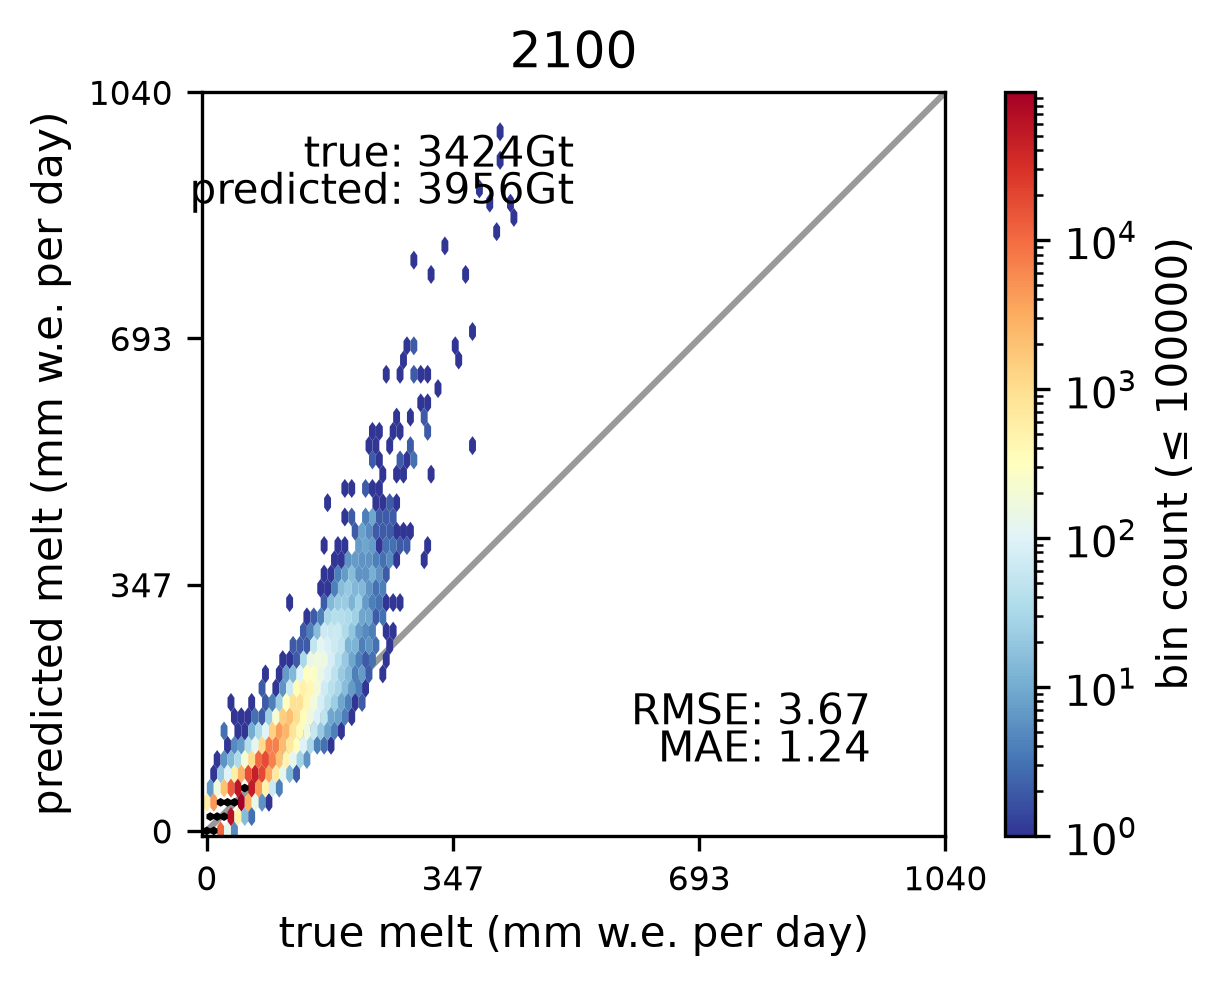 2100
1040
693
347
0
predicted melt (mm w.e. per day)
true: 3424Gt
predicted: 3956Gt
RMSE: 3.67
MAE: 1.24
0 347 693 1040
true melt (mm w.e. per day)
10⁴
10³
10²
10¹
10⁰
bin count (≤ 100000)